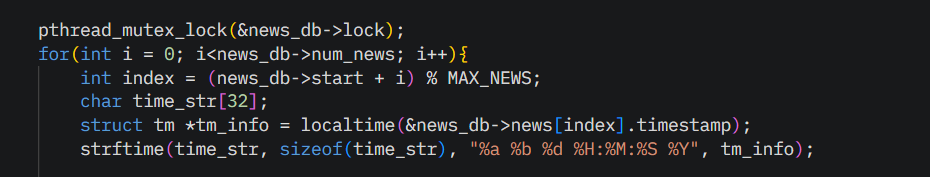 pthread_mutex_lock(&news_db->lock);
for(int i = 0; i<news_db->num_news; i++){
int index = (news_db->start + i) % MAX_NEWS;
char time_str[32];
struct tm *tm_info = localtime(&news_db->news[index].timestamp);
strftime(time_str, sizeof(time_str), "%a %b %d %H:%M:%S %Y", tm_info);